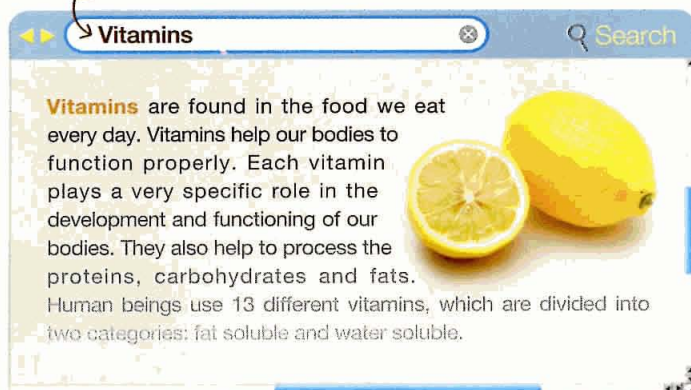 Vitamins
Search
Vitamins are found in the food we eat
every day. Vitamins help our bodies to
function properly. Each vitamin
plays a very specific role in the
development and functioning of our
bodies. They also help to process the
proteins, carbohydrates and fats.
Human beings use 13 different vitamins, which are divided into
two categories: fat soluble and water soluble.